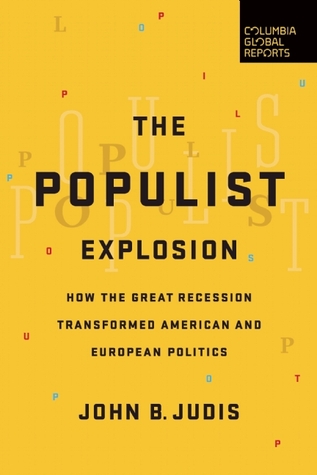 COLUMBIA
GLOBAL
REPORTS
THE
POPULIST
EXPLOSION
HOW THE GREAT RECESSION
TRANSFORMED AMERICAN AND
EUROPEAN POLITICS
JOHN B. JUDIS